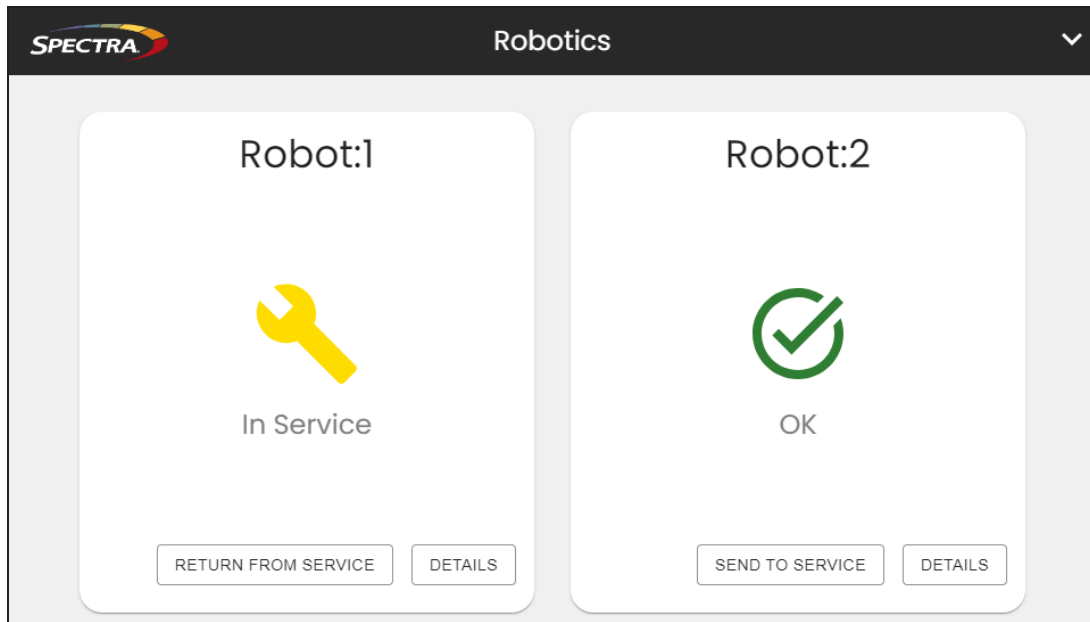 SPECTRA
Robotics
Robot:1
In Service
RETURN FROM SERVICE
DETAILS
Robot:2
OK
SEND TO SERVICE
DETAILS